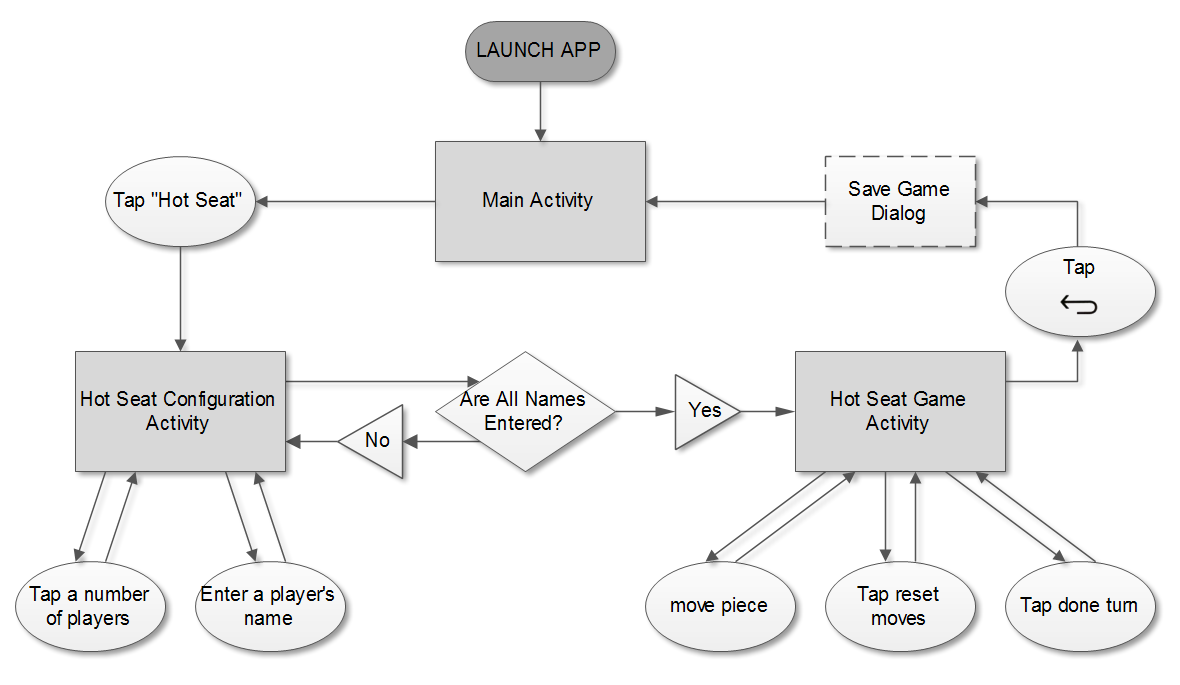 LAUNCH APP
Tap "Hot Seat"
Main Activity
Save Game
Dialog
Tap
Hot Seat Configuration
Activity
Are All Names
Entered?
No
Yes
Hot Seat Game
Activity
Tap a number
of players
Enter a player's
name
move piece
Tap reset
moves
Tap done turn